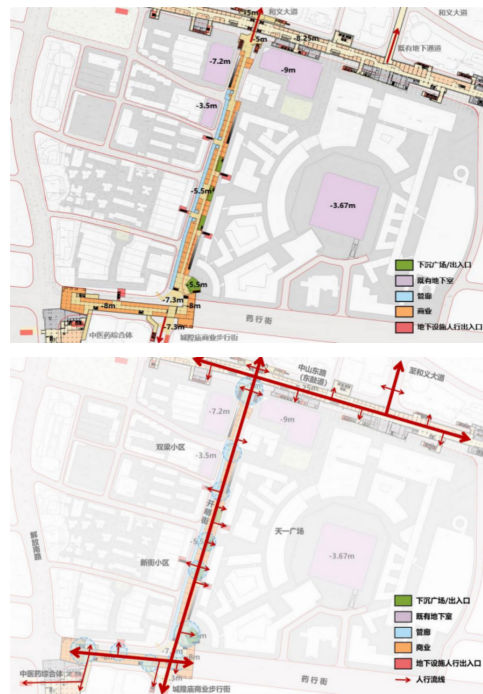 和义大道
和义大道
-5m
-8.25m
-5m
既有地下通道
-7.2m
-9m
-3.5m
-5.5m
-3.67m
-5.5m
下沉广场/出入口
既有地下室
管廊
商业
地下设施人行出入口
-7.3m
-8m
-8m
药行街
-7.3m
中医药综合体
城隍庙商业步行街
中山东路
(东鼓道)
至和义大道
-7.2m
-9m
双梁小区
-3.5m
开明街
天一广场
解放南路
新街小区
-3.67m
下沉广场/出入口
既有地下室
管廊
商业
地下设施人行出入口
人行流线
药行街
中医药综合体
城隍庙商业步行街